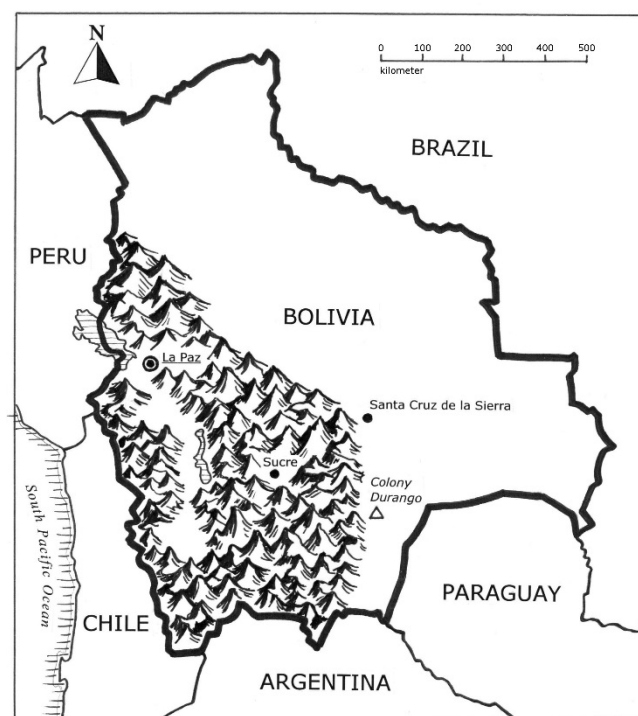 N
0 100 200 300 400 500
kilometer
BRAZIL
PERU
BOLIVIA
La Paz
Santa Cruz de la Sierra
Sucre
Colony
Durango
South Pacific Ocean
PARAGUAY
CHILE
ARGENTINA